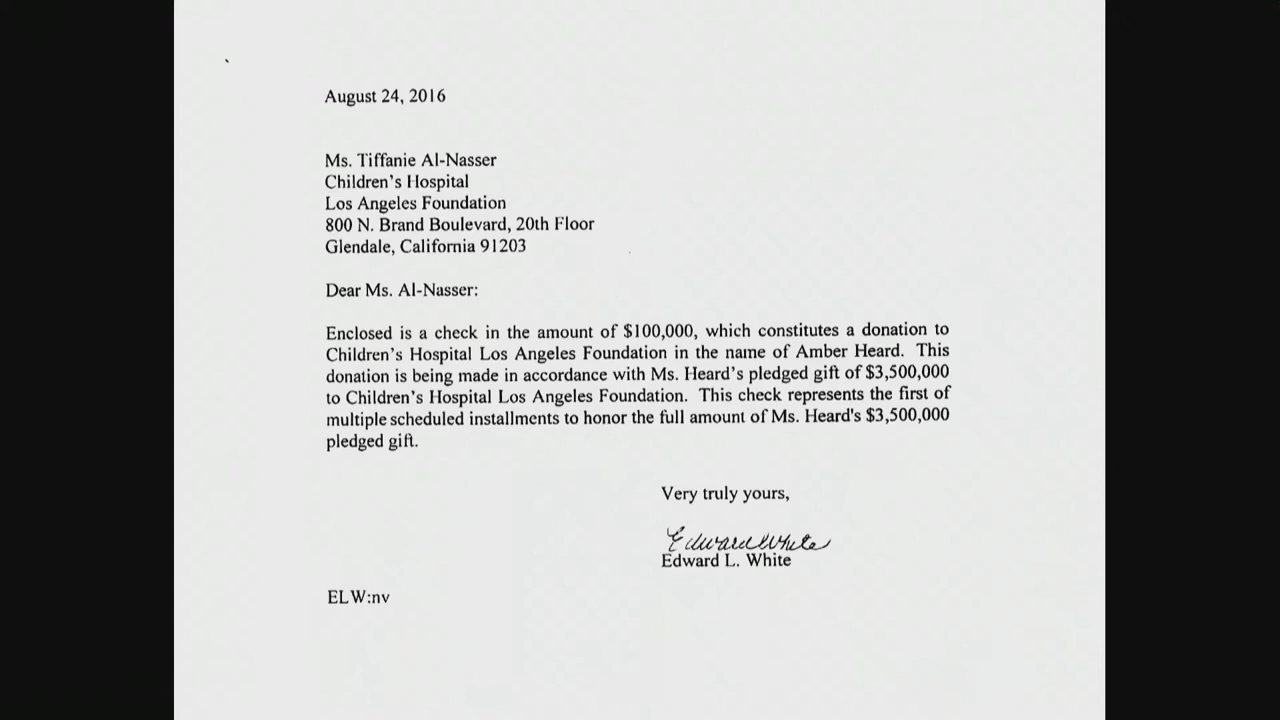 August 24, 2016
Ms. Tiffanie Al-Nasser
Children's Hospital
Los Angeles Foundation
800 N. Brand Boulevard, 20th Floor
Glendale, California 91203
Dear Ms. Al-Nasser:
Enclosed is a check in the amount of $100,000, which constitutes a donation to
Children's Hospital Los Angeles Foundation in the name of Amber Heard. This
donation is being made in accordance with Ms. Heard's pledged gift of $3,500,000
to Children's Hospital Los Angeles Foundation. This check represents the first of
multiple scheduled installments to honor the full amount of Ms. Heard's $3,500,000
pledged gift.
Very truly yours,
Edward White
Edward L. White
ELW:nv